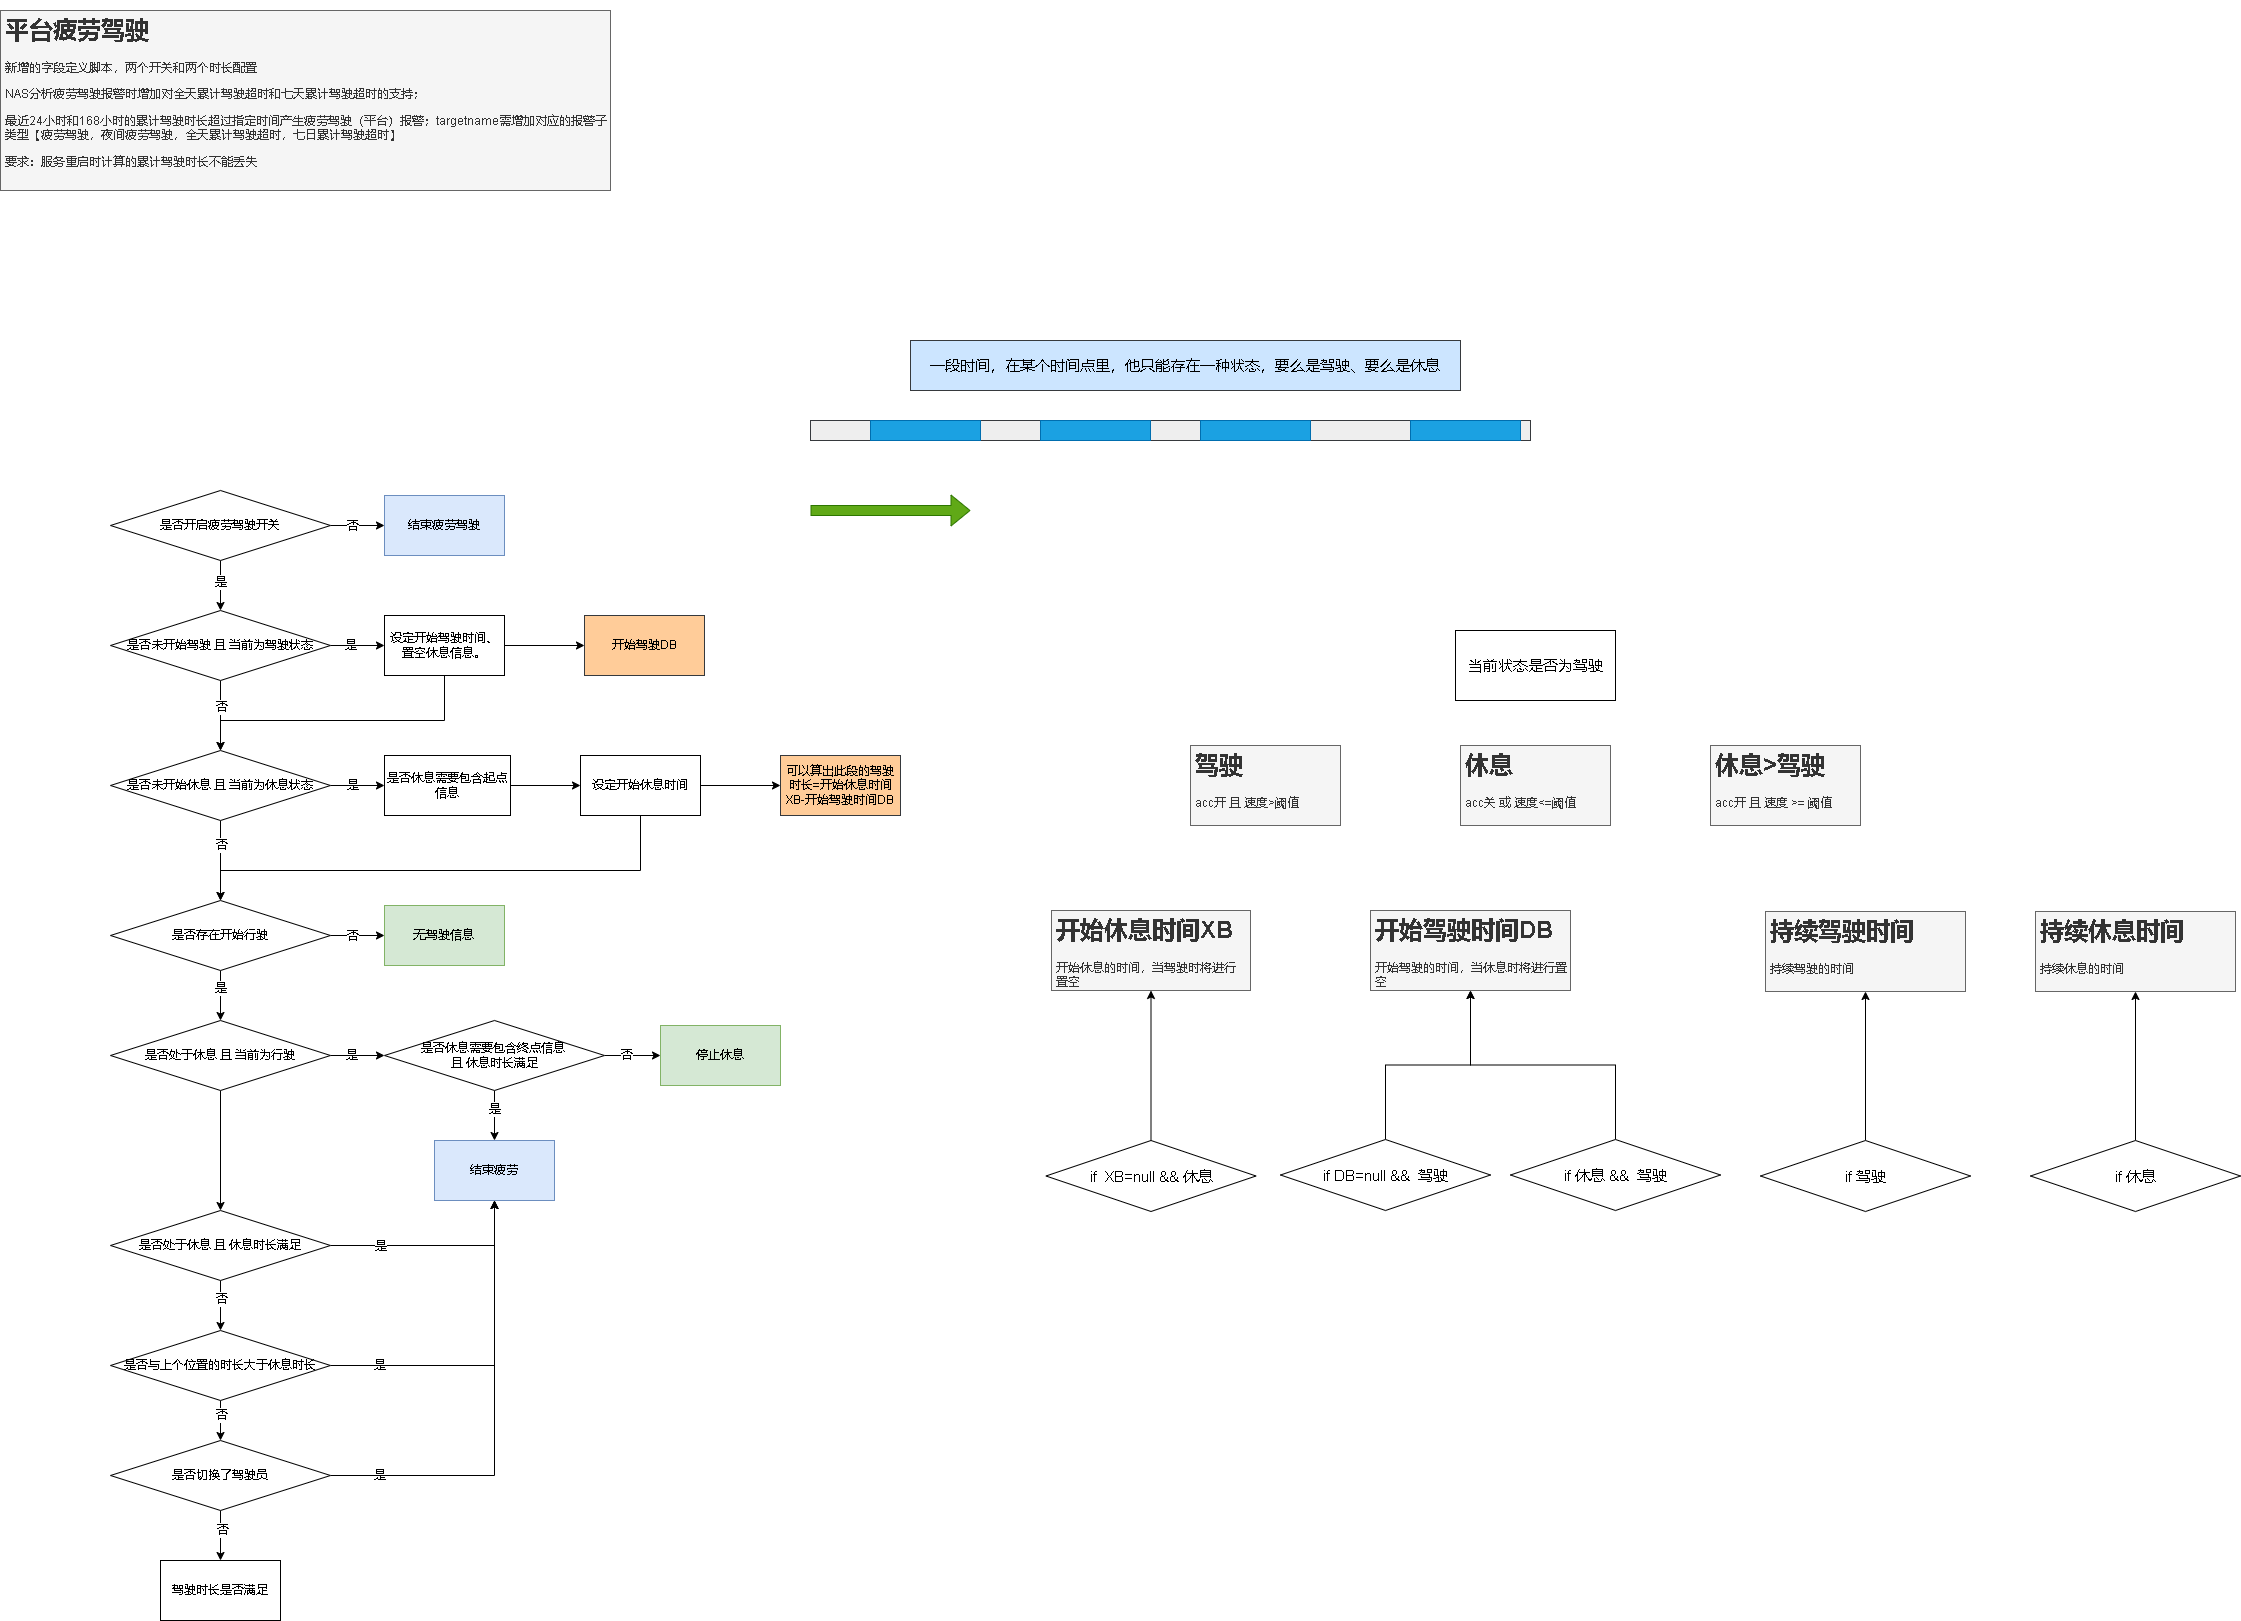 平台疲劳驾驶
新增的字段定义脚本，两个开关和两个时长配置
NAS分析疲劳驾驶报警时增加对全天累计驾驶超时和七天累计驾驶超时的支持；
最近24小时和168小时的累计驾驶时长超过指定时间产生疲劳驾驶（平台）报警；targetname需增加对应的报警子
类型【疲劳驾驶，夜间疲劳驾驶，全天累计驾驶超时，七日累计驾驶超时】
要求：服务重启时计算的累计驾驶时长不能丢失
一段时间，在某个时间点里，他只能存在一种状态，要么是驾驶、要么是休息
是否开启疲劳驾驶开关
否
结束疲劳驾驶
是
是否未开始驾驶 且 当前为驾驶状态
是
设定开始驾驶时间、
置空休息信息。
开始驾驶DB
否
是否未开始休息 且 当前为休息状态
是
是否休息需要包含起点
信息
设定开始休息时间
可以算出此段的驾驶
时长=开始休息时间
XB-开始驾驶时间DB
否
是否存在开始行驶
否
无驾驶信息
是
是否处于休息 且 当前为行驶
是
是否休息需要包含终点信息
且 休息时长满足
否
停止休息
是
结束疲劳
是否处于休息 且 休息时长满足
是
否
是否与上个位置的时长大于休息时长
是
否
是否切换了驾驶员
是
否
驾驶时长是否满足
当前状态是否为驾驶
驾驶
acc开 且 速度>阈值
休息
acc关 或 速度<=阈值
休息>驾驶
acc开 且 速度 >= 阈值
开始休息时间XB
开始休息的时间，当驾驶时将进行
置空
开始驾驶时间DB
开始驾驶的时间，当休息时将进行置
空
持续驾驶时间
持续驾驶的时间
持续休息时间
持续休息的时间
if XB=null && 休息
if DB=null && 驾驶
if 休息 && 驾驶
if 驾驶
if 休息